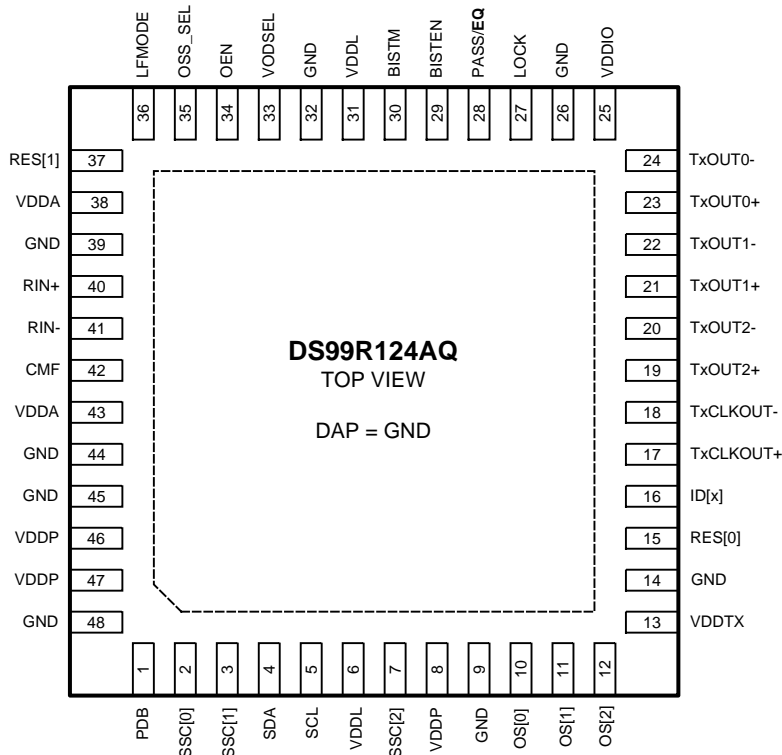 LFMODE
OSS_SEL
OEN
VODSEL
GND
VDDL
BISTM
BISTEN
PASS/EQ
LOCK
GND
VDDIO
36
35
34
33
32
31
30
29
28
27
26
25
RES[1] 37
VDDA 38
GND 39
RIN+ 40
RIN- 41
CMF 42
VDDA 43
GND 44
GND 45
VDDP 46
VDDP 47
GND 48
DS99R124AQ
TOP VIEW
DAP = GND
24 TxOUT0-
23 TxOUT0+
22 TxOUT1-
21 TxOUT1+
20 TxOUT2-
19 TxOUT2+
18 TxCLKOUT-
17 TxCLKOUT+
16 ID[x]
15 RES[0]
14 GND
13 VDDTX
1
2
3
4
5
6
7
8
9
10
11
12
PDB
SSC[0]
SSC[1]
SDA
SCL
VDDL
SSC[2]
VDDP
GND
OS[0]
OS[1]
OS[2]